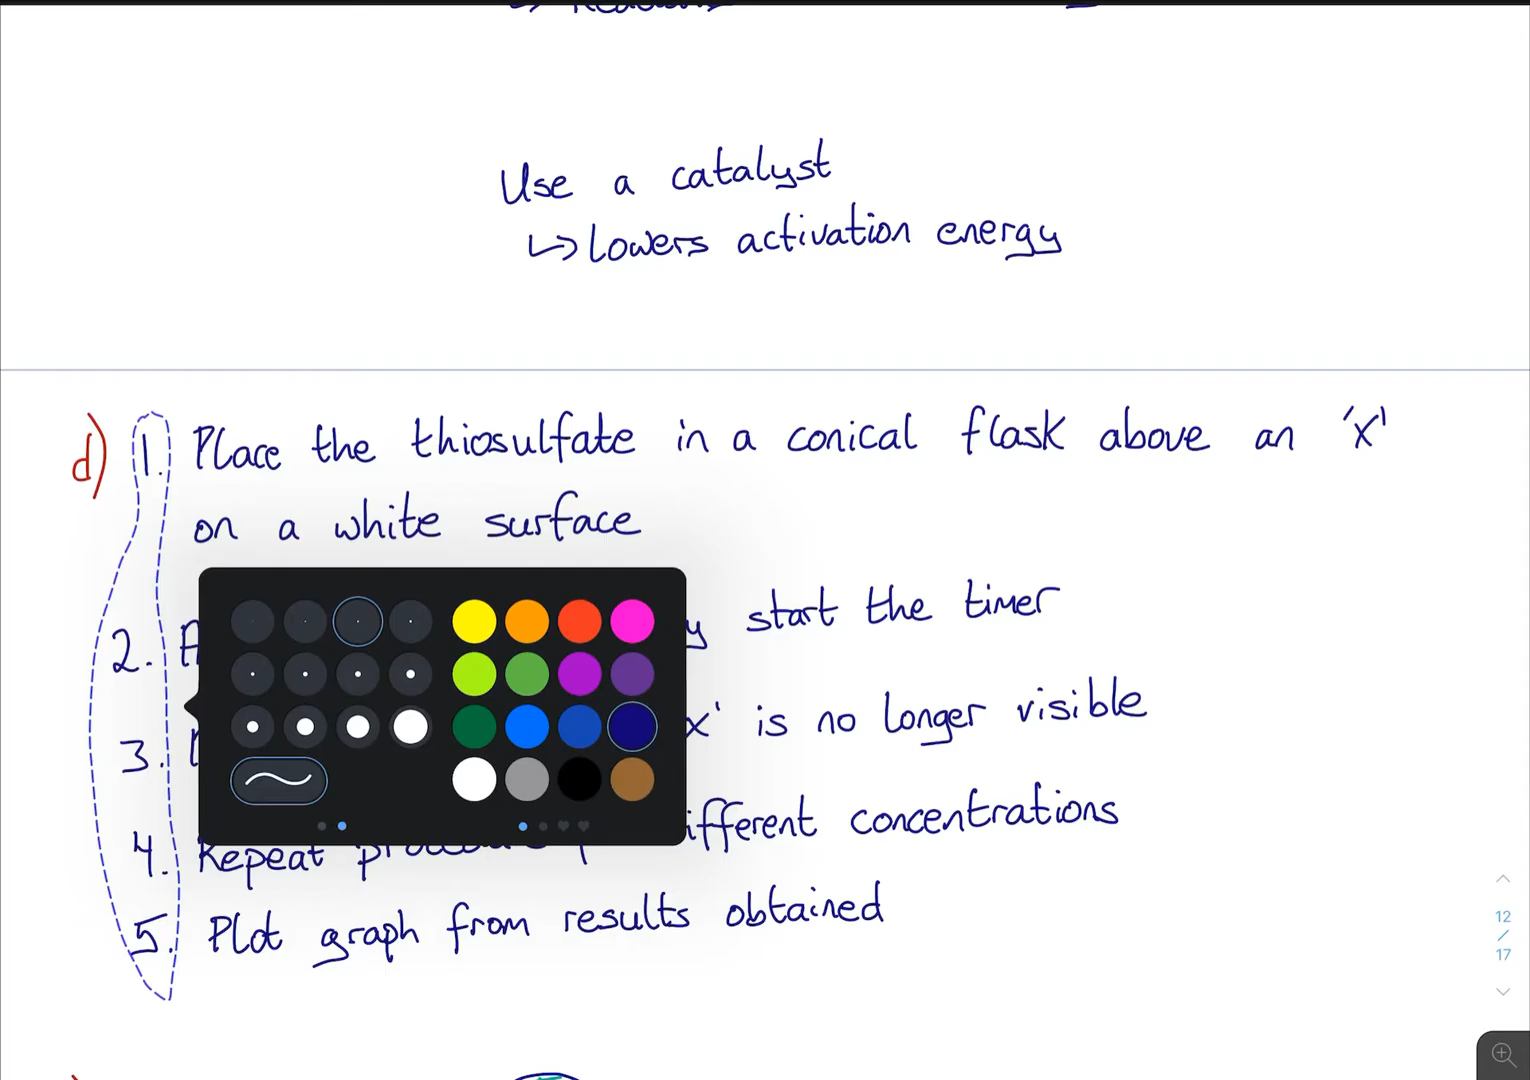 Use a catalyst
↳ Lowers activation energy
d) 1. Place the thiosulfate in a conical flask above an 'x'
on a white surface
2. start the timer
3. x' is no longer visible
4. Repeat different concentrations
5. Plot graph from results obtained
12
/
17